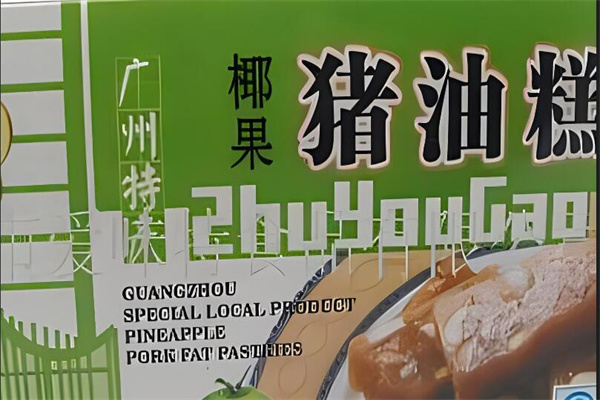 椰果
猪油糕
广州特
ZhuYouGao
GUANGZHOU
SPECIAL LOCAL PRODUCT
PINEAPPLE
PORK FAT PASTRIES